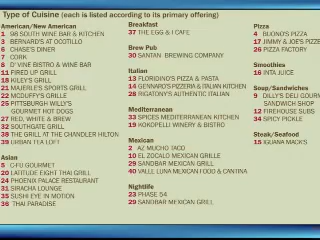 Type of Cuisine (each is listed according to its primary offering)
American/New American
1 98 SOUTH WINE BAR & KITCHEN
3 BERNARD'S AT OCOTILLO
6 CHASE'S DINER
7 CORK
8 D' VINE BISTRO & WINE BAR
11 FIRED UP GRILL
18 KULEY'S GRILL
21 MAJERLE'S SPORTS GRILL
22 MCDUFFY'S GRILLE
25 PITTSBURGH WILLY'S
GOURMET HOT DOGS
27 RED, WHITE & BREW
32 SOUTHGATE GRILL
38 THE GRILL AT THE CHANDLER HILTON
39 URBAN TEA LOFT
Asian
5 C-FU GOURMET
20 LATITUDE EIGHT THAI GRILL
24 PHOENIX PALACE RESTAURANT
31 SIRACHA LOUNGE
35 SUSHI EYE IN MOTION
36 THAI PARADISE
Breakfast
37 THE EGG & I CAFE
Brew Pub
30 SANTAN BREWING COMPANY
Italian
13 FLORIDINO'S PIZZA & PASTA
14 GENNARO'S PIZZERIA & ITALIAN KITCHEN
28 RIGATONY'S AUTHENTIC ITALIAN
Mediterranean
33 SPICES MEDITERRANEAN KITCHEN
19 KOKOPELLI WINERY & BISTRO
Mexican
2 AZ MUCHO TACO
10 EL ZOCALO MEXICAN GRILLE
29 SANDBAR MEXICAN GRILL
40 VALLE LUNA MEXICAN FOOD & CANTINA
Nightlife
23 PHASE 54
29 SANDBAR MEXICAN GRILL
Pizza
4 BUONO'S PIZZA
17 JIMMY & JOE'S PIZZ
26 PIZZA FACTORY
Smoothies
16 INTA JUICE
Soup/Sandwiches
9 DILLY'S DELI GOURM
SANDWICH SHOP
12 FIREHOUSE SUBS
34 SPICY PICKLE
Steak/Seafood
15 IGUANA MACK'S